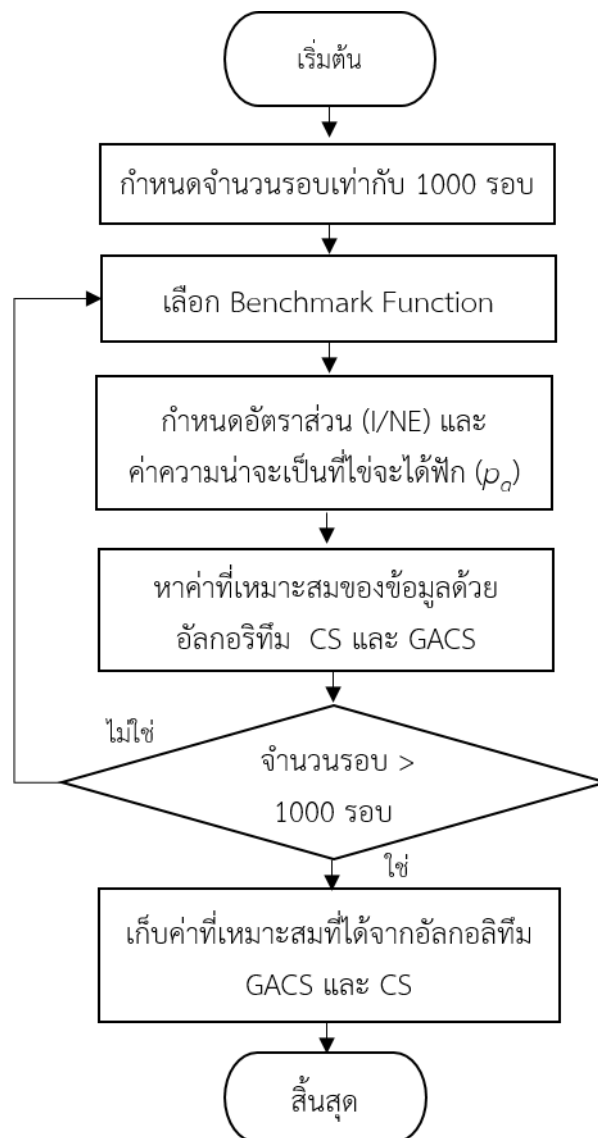 เริ่มต้น
กำหนดจำนวนรอบเท่ากับ 1000 รอบ
เลือก Benchmark Function
กำหนดอัตราส่วน (I/NE) และ
ค่าความน่าจะเป็นที่ไข่จะได้ฟัก (pₐ)
หาค่าที่เหมาะสมของข้อมูลด้วย
อัลกอริทึม CS และ GACS
ไม่ใช่
จำนวนรอบ >
1000 รอบ
ใช่
เก็บค่าที่เหมาะสมที่ได้จากอัลกอลิทึม
GACS และ CS
สิ้นสุด